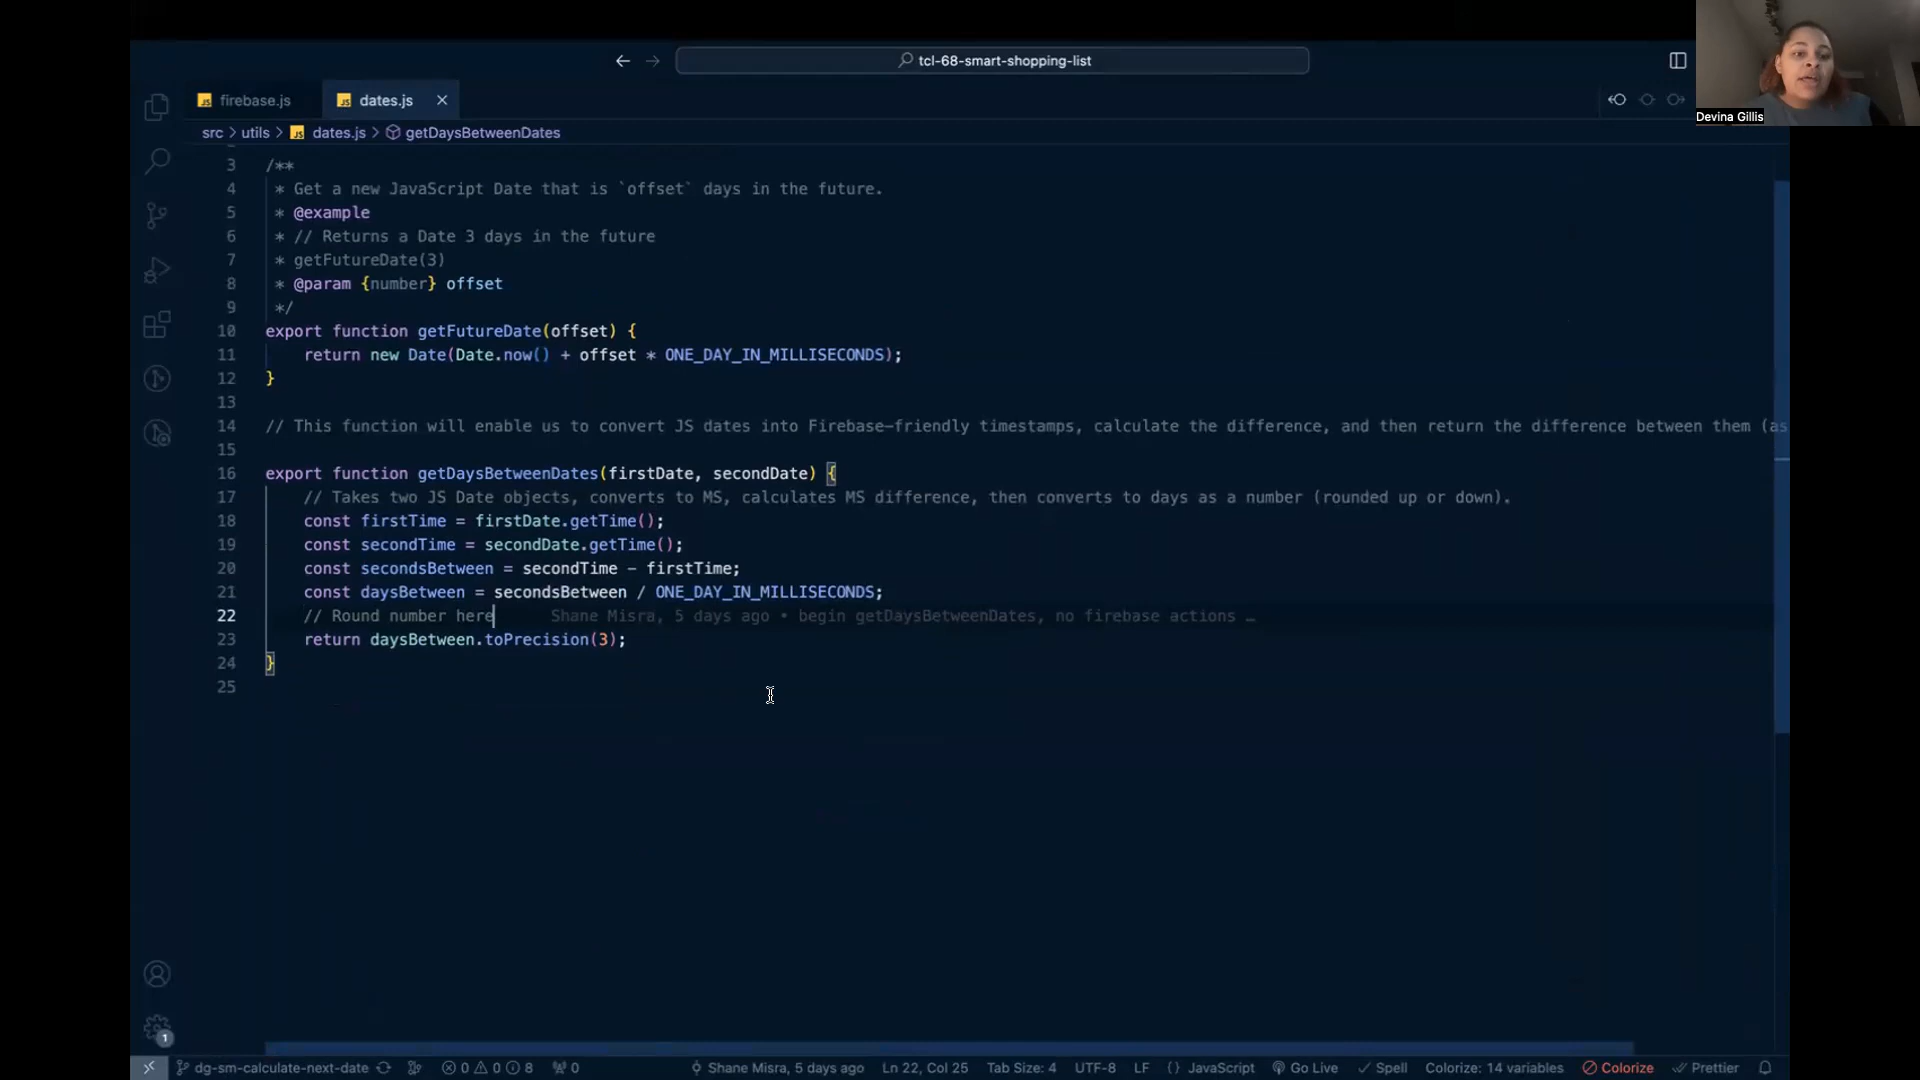 tcl-68-smart-shopping-list
Devina Gillis
JS firebase.js
JS dates.js
src > utils > JS dates.js > getDaysBetweenDates
3 /**
4 * Get a new JavaScript Date that is `offset` days in the future.
5 * @example
6 * // Returns a Date 3 days in the future
7 * getFutureDate(3)
8 * @param {number} offset
9 */
10 export function getFutureDate(offset) {
11 return new Date(Date.now() + offset * ONE_DAY_IN_MILLISECONDS);
12 }
13
14 // This function will enable us to convert JS dates into Firebase-friendly timestamps, calculate the difference, and then return the difference between them (as
15
16 export function getDaysBetweenDates(firstDate, secondDate) {
17 // Takes two JS Date objects, converts to MS, calculates MS difference, then converts to days as a number (rounded up or down).
18 const firstTime = firstDate.getTime();
19 const secondTime = secondDate.getTime();
20 const secondsBetween = secondTime - firstTime;
21 const daysBetween = secondsBetween / ONE_DAY_IN_MILLISECONDS;
22 // Round number here Shane Misra, 5 days ago • begin getDaysBetweenDates, no firebase actions …
23 return daysBetween.toPrecision(3);
24 }
25
1
dg-sm-calculate-next-date 0 0 8 0 Shane Misra, 5 days ago Ln 22, Col 25 Tab Size: 4 UTF-8 LF {} JavaScript Go Live Spell Colorize: 14 variables Colorize Prettier